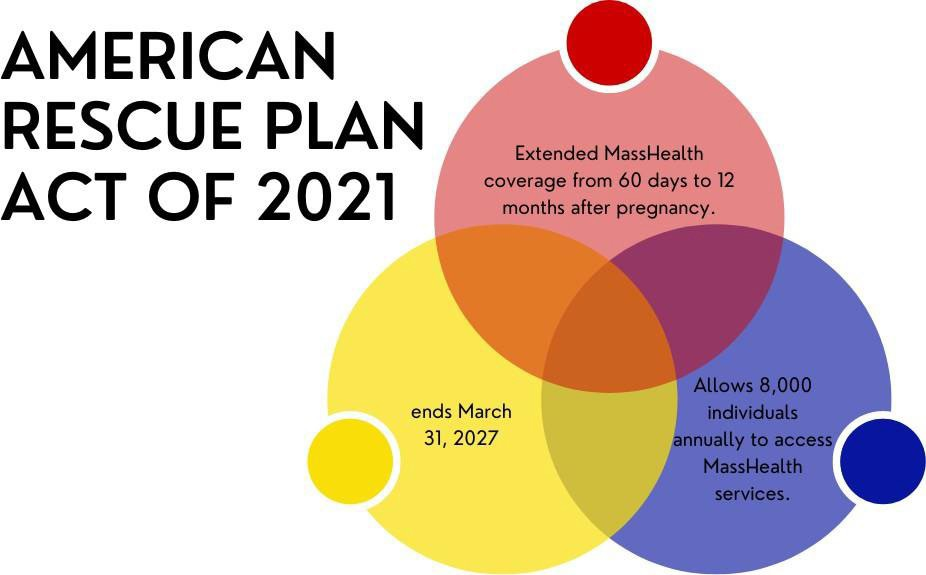 AMERICAN
RESCUE PLAN
ACT OF 2021
Extended MassHealth
coverage from 60 days to 12
months after pregnancy.
ends March
31, 2027
Allows 8,000
individuals
annually to access
MassHealth
services.